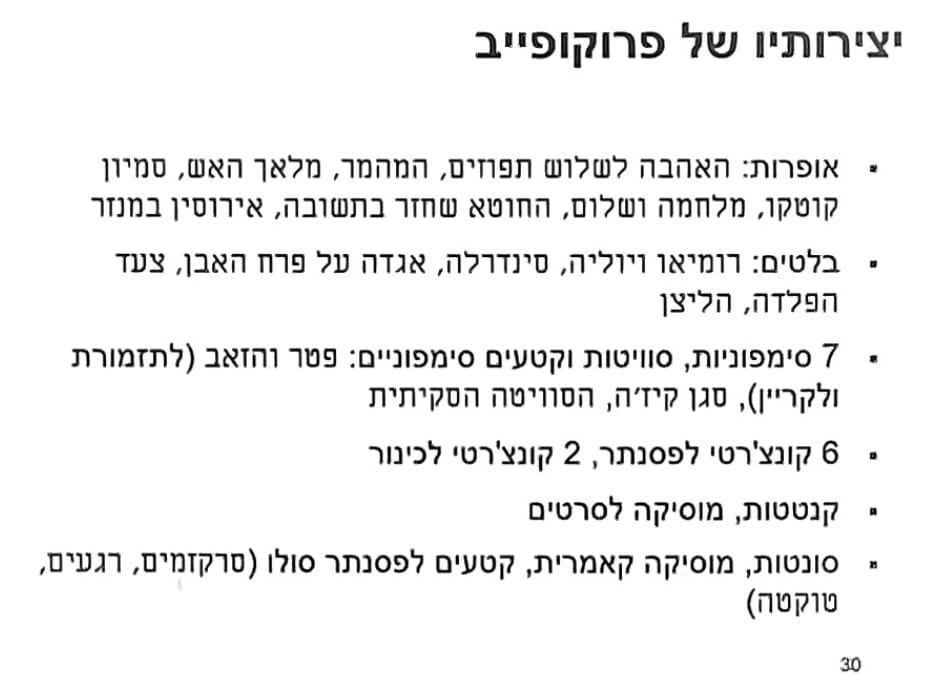 יצירותיו של פרוקופייב
▪ אופרות: האהבה לשלוש תפוזים, המהמר, מלאך האש, סמיון
קוטקו, מלחמה ושלום, החוטא שחזר בתשובה, אירוסין במנזר
▪ בלטים: רומיאו ויוליה, סינדרלה, אגדה על פרח האבן, צעד
הפלדה, הליצן
▪ 7 סימפוניות, סוויטות וקטעים סימפוניים: פטר והזאב (לתזמורת
ולקריין), סגן קיז'ה, הסוויטה הסקיתית
▪ 6 קונצ'רטי לפסנתר, 2 קונצ'רטי לכינור
▪ קנטטות, מוסיקה לסרטים
▪ סונטות, מוסיקה קאמרית, קטעים לפסנתר סולו (סרקזמים, רגעים,
טוקטה)
30